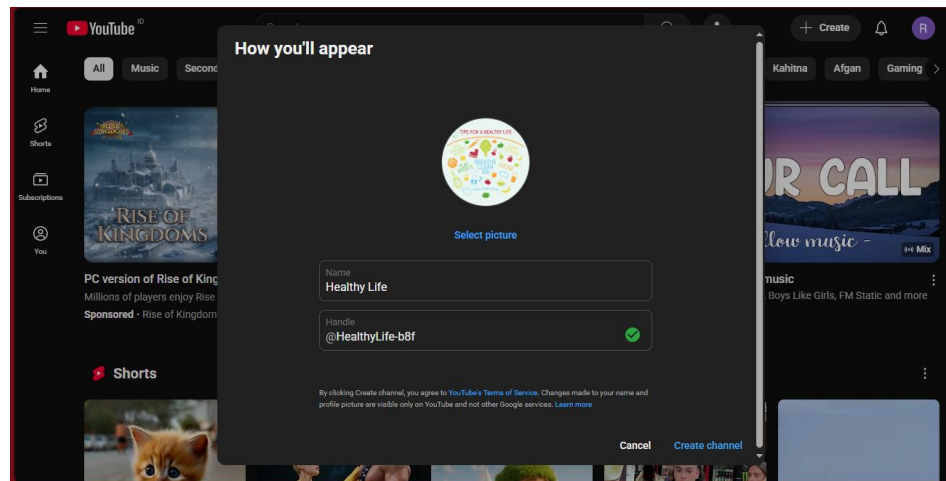 YouTube ID
Create
R
How you'll appear
All
Music
Kahitna
Afgan
Gaming
Home
Shorts
Subscriptions
You
TIPS FOR A HEALTHY LIFE
BREATHE
CLEAN
AIR
Select picture
RISE OF
KINGDOMS
CALL
music -
Mix
Name
Healthy Life
PC version of Rise of
Millions of players enjoy Rise
Sponsored · Rise of Kingdom
music
Boys Like Girls, FM Static and more
Handle
@HealthyLife-b8f
By clicking Create channel, you agree to YouTube's Terms of Service. Changes made to your name and
profile picture are visible only on YouTube and not other Google services. Learn more
Shorts
Cancel
Create channel